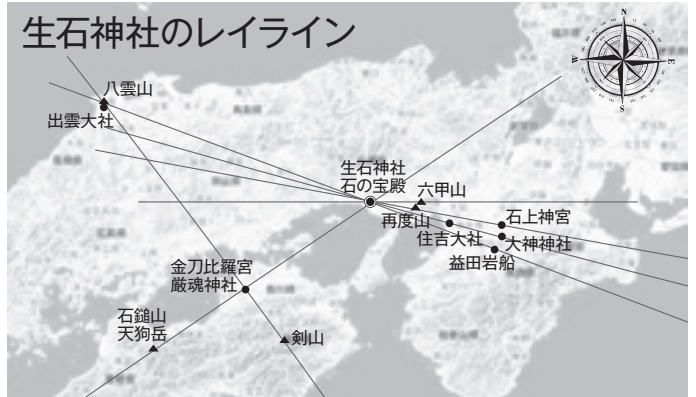 生石神社のレイライン
N
W
E
S
八雲山
出雲大社
生石神社
石の宝殿
六甲山
再度山
石上神宮
住吉大社
大神神社
益田岩船
金刀比羅宮
厳魂神社
石鎚山
天狗岳
剣山